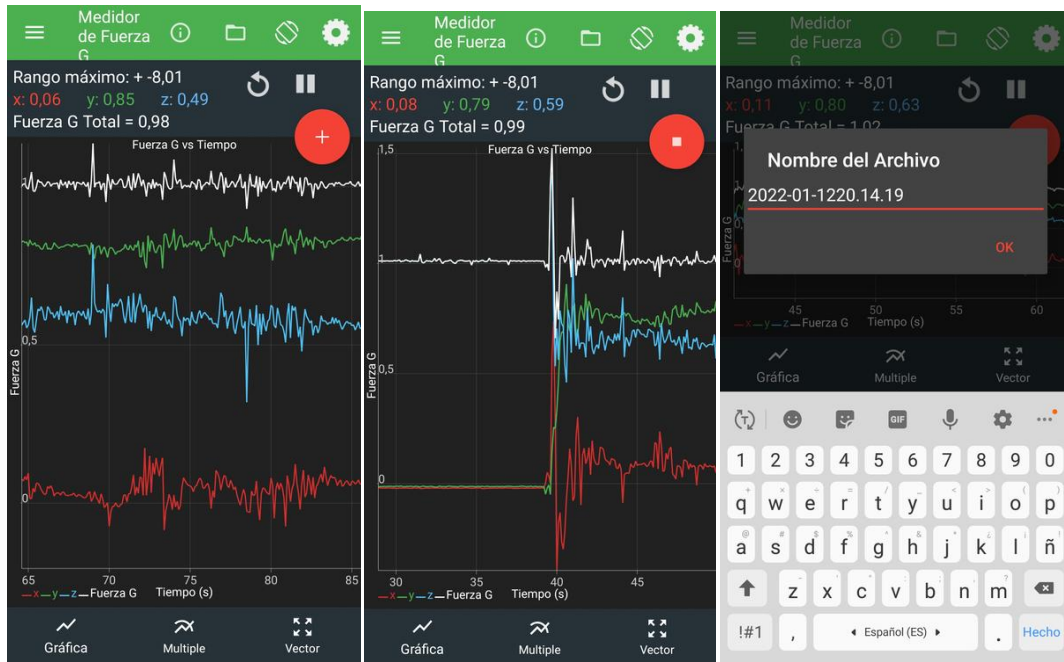 Medidor
de Fuerza
G
Rango máximo: + -8,01
x: 0,06 y: 0,85 z: 0,49
Fuerza G Total = 0,98
Fuerza G vs Tiempo
1
0,5
0
Fuerza G
65 70 75 80 85
x y z Fuerza G Tiempo (s)
Gráfica Multiple Vector
Medidor
de Fuerza
G
Rango máximo: + -8,01
x: 0,08 y: 0,79 z: 0,59
Fuerza G Total = 0,99
Fuerza G vs Tiempo
1,5
1
0,5
0
Fuerza G
30 35 40 45
x y z Fuerza G Tiempo (s)
Gráfica Multiple Vector
Medidor
de Fuerza
G
Rango máximo: + -8,01
x: 0,11 y: 0,80 z: 0,63
Fuerza G Total = 1,02
Nombre del Archivo
2022-01-1220.14.19
OK
Fuerza G
45 50 55 60
x y z Fuerza G Tiempo (s)
Gráfica Multiple Vector
T GIF
1 2 3 4 5 6 7 8 9 0
q w e r t y u i o p
a s d f g h j k l ñ
z x c v b n m
!#1 , Español (ES) . Hecho